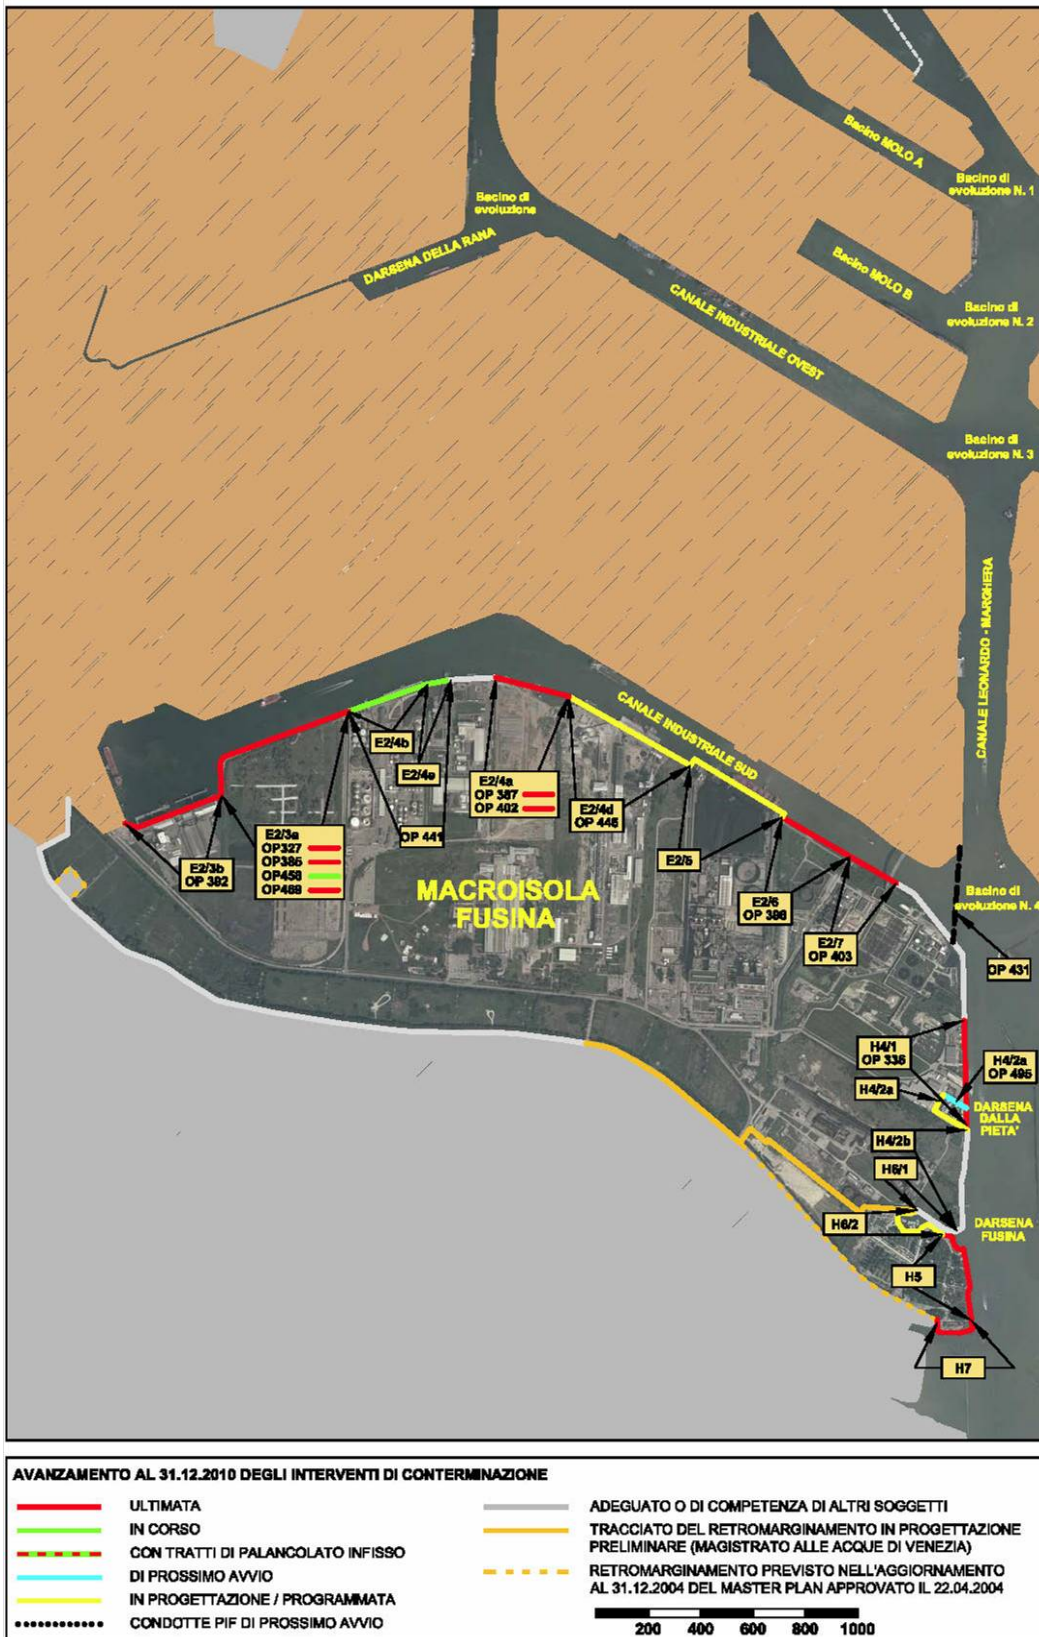 Bacino MOLO A
Bacino di
evoluzione N. 1
Bacino di
evoluzione
DARSENA DELLA RANA
Bacino MOLO B
Bacino di
evoluzione N. 2
CANALE INDUSTRIALE OVEST
Bacino di
evoluzione N. 3
CANALE LEONARDO - MARGHERA
CANALE INDUSTRIALE SUD
E2/4b
E2/4e
E2/4a
OP 387
OP 402
E2/4d
OP 445
OP 441
E2/3a
OP327
OP385
OP458
OP469
E2/3b
OP 392
E2/5
MACROISOLA
FUSINA
E2/6
OP 398
E2/7
OP 403
Bacino di
evoluzione N. 4
OP 431
H4/1
OP 335
H4/2a
OP 495
H4/2a
DARSENA
DALLA
PIETA'
H4/2b
H6/1
H6/2
DARSENA
FUSINA
H5
H7
AVANZAMENTO AL 31.12.2010 DEGLI INTERVENTI DI CONTERMINAZIONE
ULTIMATA
IN CORSO
CON TRATTI DI PALANCOLATO INFISSO
DI PROSSIMO AVVIO
IN PROGETTAZIONE / PROGRAMMATA
CONDOTTE PIF DI PROSSIMO AVVIO
ADEGUATO O DI COMPETENZA DI ALTRI SOGGETTI
TRACCIATO DEL RETROMARGINAMENTO IN PROGETTAZIONE
PRELIMINARE (MAGISTRATO ALLE ACQUE DI VENEZIA)
RETROMARGINAMENTO PREVISTO NELL'AGGIORNAMENTO
AL 31.12.2004 DEL MASTER PLAN APPROVATO IL 22.04.2004
200 400 600 800 1000